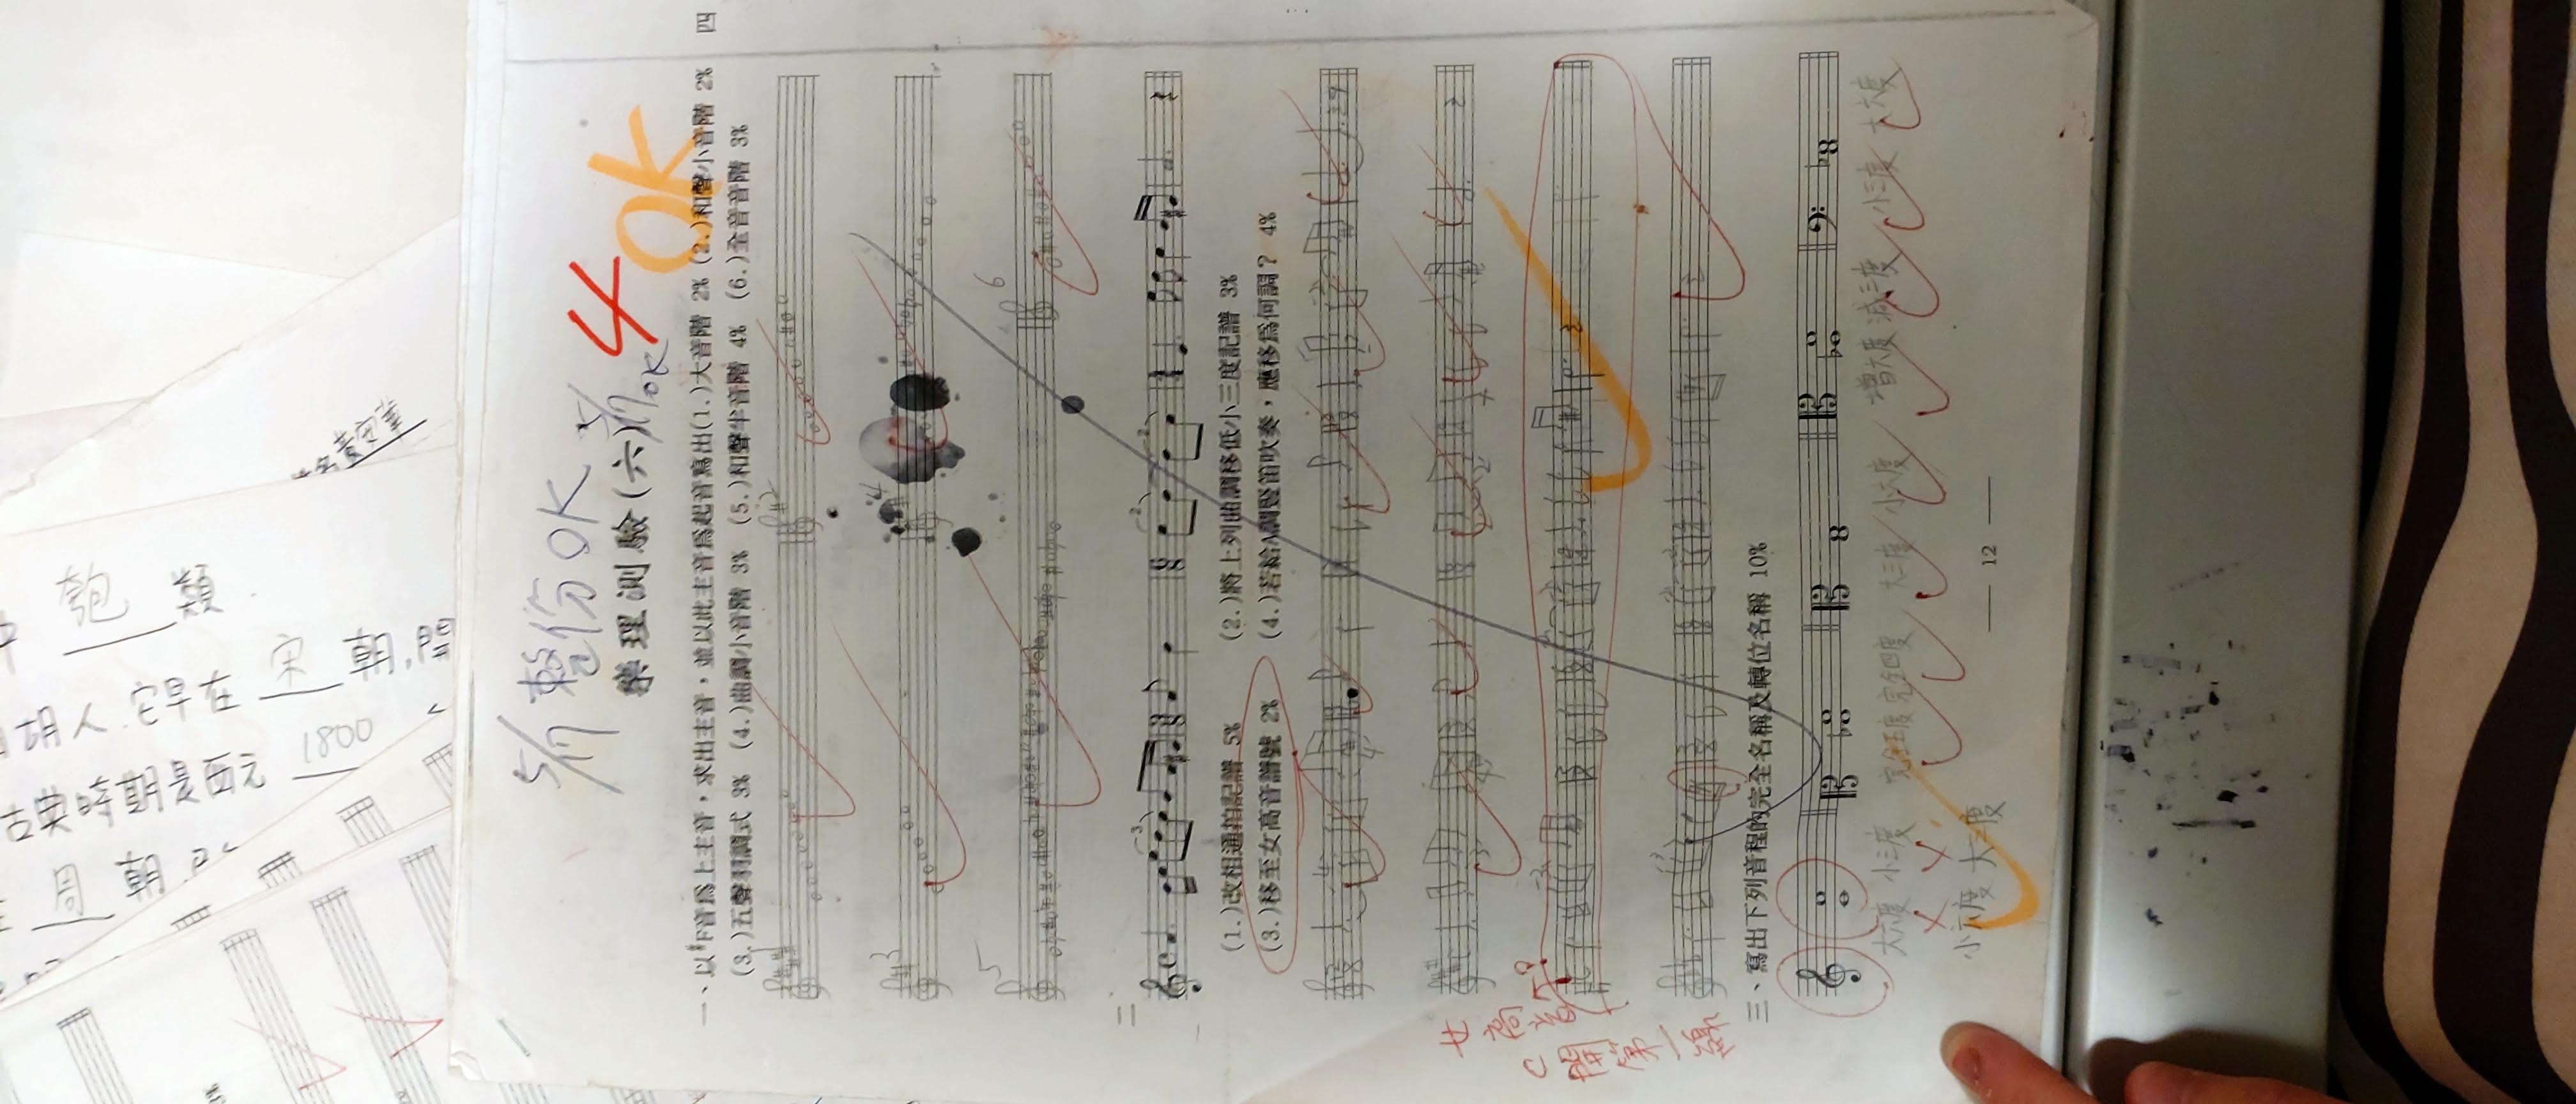 匏 類.
胡人.它早在 宋 朝,開
古典時期是西元 1800
周 朝
5/17 整份OK
5/17 OK
4 OK
樂理測驗(六)
一、以#F音為上主音,求出主音,並以此主音為起音寫出(1.)大音階 2% (2.)和聲小音階 2%
(3.)五聲羽調式 3% (4.)曲調小音階 3% (5.)和聲半音階 4% (6.)全音音階 3%
四
2
3
4
5
6
二
3
2
2
(1.)改相通拍記譜 5% (2.)將上列曲調移低小三度記譜 3%
(3.)移至女高音譜號 2% (4.)若給A調豎笛吹奏,應移為何調? 4%
女高音
C開第一線
三、寫出下列音程的完全名稱及轉位名稱 10%
大六度 小三度 完全五度 完全四度 大三度 小六度 增六度 減三度 小三度 大六度
小六度 大三度
— 12 —